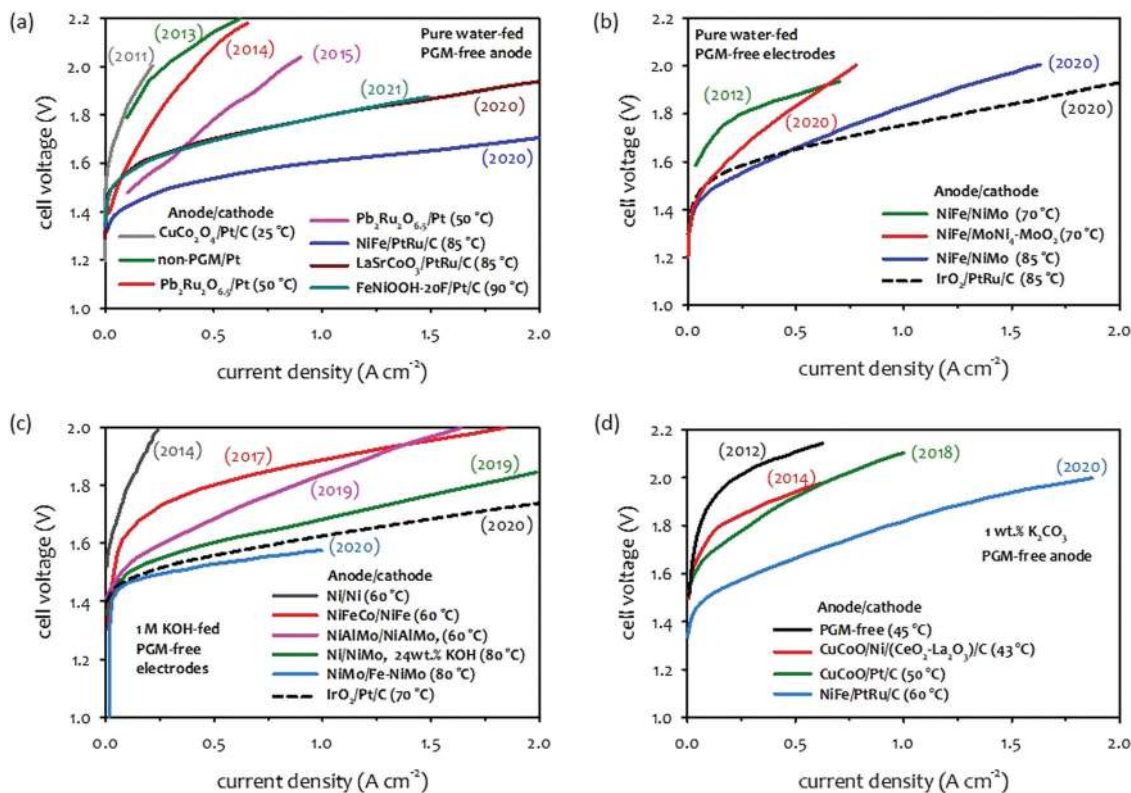 (a)
cell voltage (V)
2.2
2.0
1.8
1.6
1.4
1.2
1.0
(2011)
(2013)
(2014)
(2015)
(2021)
(2020)
(2020)
Pure water-fed
PGM-free anode
Anode/cathode
CuCo₂O₄/Pt/C (25 °C)
non-PGM/Pt
Pb₂Ru₂O₆.₅/Pt (50 °C)
Pb₂Ru₂O₆.₅/Pt (50 °C)
NiFe/PtRu/C (85 °C)
LaSrCoO₃/PtRu/C (85 °C)
FeNiOOH-20F/Pt/C (90 °C)
0.0 0.5 1.0 1.5 2.0
current density (A cm⁻²)
(b)
cell voltage (V)
2.2
2.0
1.8
1.6
1.4
1.2
1.0
Pure water-fed
PGM-free electrodes
(2012)
(2020)
(2020)
(2020)
Anode/cathode
NiFe/NiMo (70 °C)
NiFe/MoNi₄-MoO₂ (70 °C)
NiFe/NiMo (85 °C)
IrO₂/PtRu/C (85 °C)
0.0 0.5 1.0 1.5 2.0
current density (A cm⁻²)
(c)
cell voltage (V)
2.0
1.8
1.6
1.4
1.2
1.0
(2014)
(2017)
(2019)
(2019)
(2020)
(2020)
1 M KOH-fed
PGM-free
electrodes
Anode/cathode
Ni/Ni (60 °C)
NiFeCo/NiFe (60 °C)
NiAlMo/NiAlMo, (60 °C)
Ni/NiMo, 24wt.% KOH (80 °C)
NiMo/Fe-NiMo (80 °C)
IrO₂/Pt/C (70 °C)
0.0 0.5 1.0 1.5 2.0
current density (A cm⁻²)
(d)
cell voltage (V)
2.2
2.0
1.8
1.6
1.4
1.2
1.0
(2012)
(2014)
(2018)
(2020)
1 wt.% K₂CO₃
PGM-free anode
Anode/cathode
PGM-free (45 °C)
CuCoO/Ni/(CeO₂-La₂O₃)/C (43 °C)
CuCoO/Pt/C (50 °C)
NiFe/PtRu/C (60 °C)
0.0 0.5 1.0 1.5 2.0
current density (A cm⁻²)